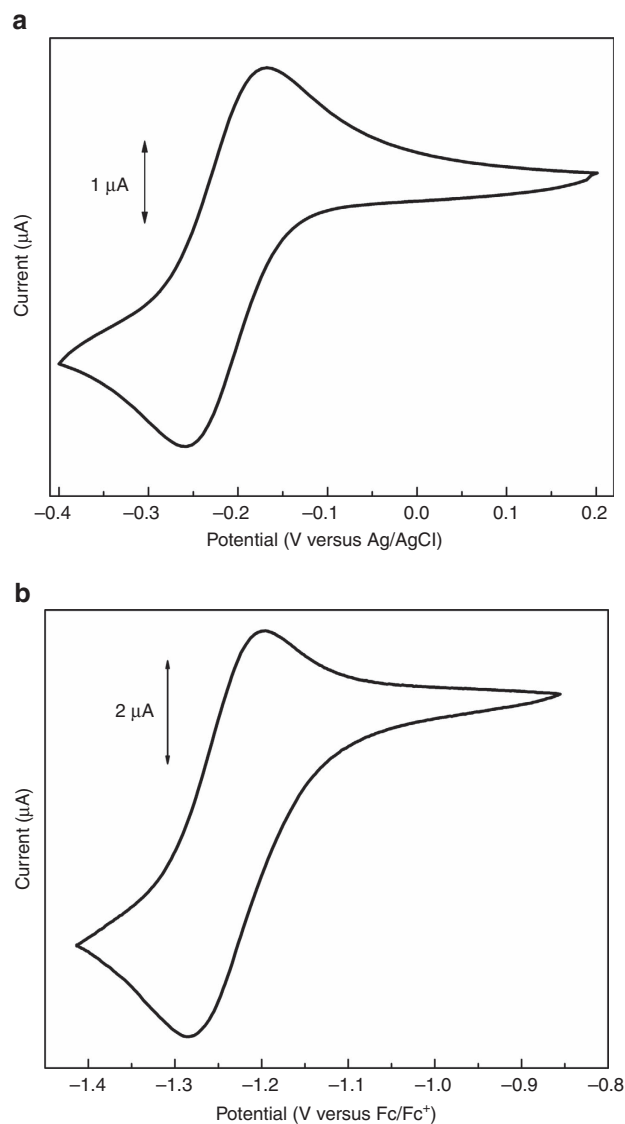 a
1 μA
Current (μA)
–0.4 –0.3 –0.2 –0.1 0.0 0.1 0.2
Potential (V versus Ag/AgCl)
b
2 μA
Current (μA)
–1.4 –1.3 –1.2 –1.1 –1.0 –0.9 –0.8
Potential (V versus Fc/Fc⁺)